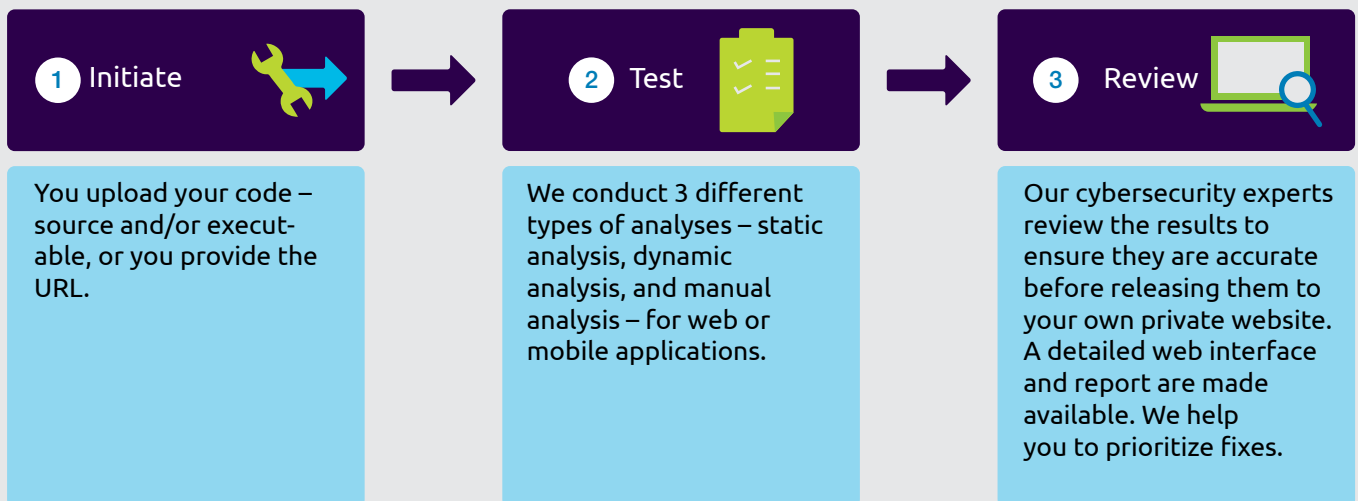 1 Initiate
You upload your code –
source and/or execut-
able, or you provide the
URL.
2 Test
We conduct 3 different
types of analyses – static
analysis, dynamic
analysis, and manual
analysis – for web or
mobile applications.
3 Review
Our cybersecurity experts
review the results to
ensure they are accurate
before releasing them to
your own private website.
A detailed web interface
and report are made
available. We help
you to prioritize fixes.